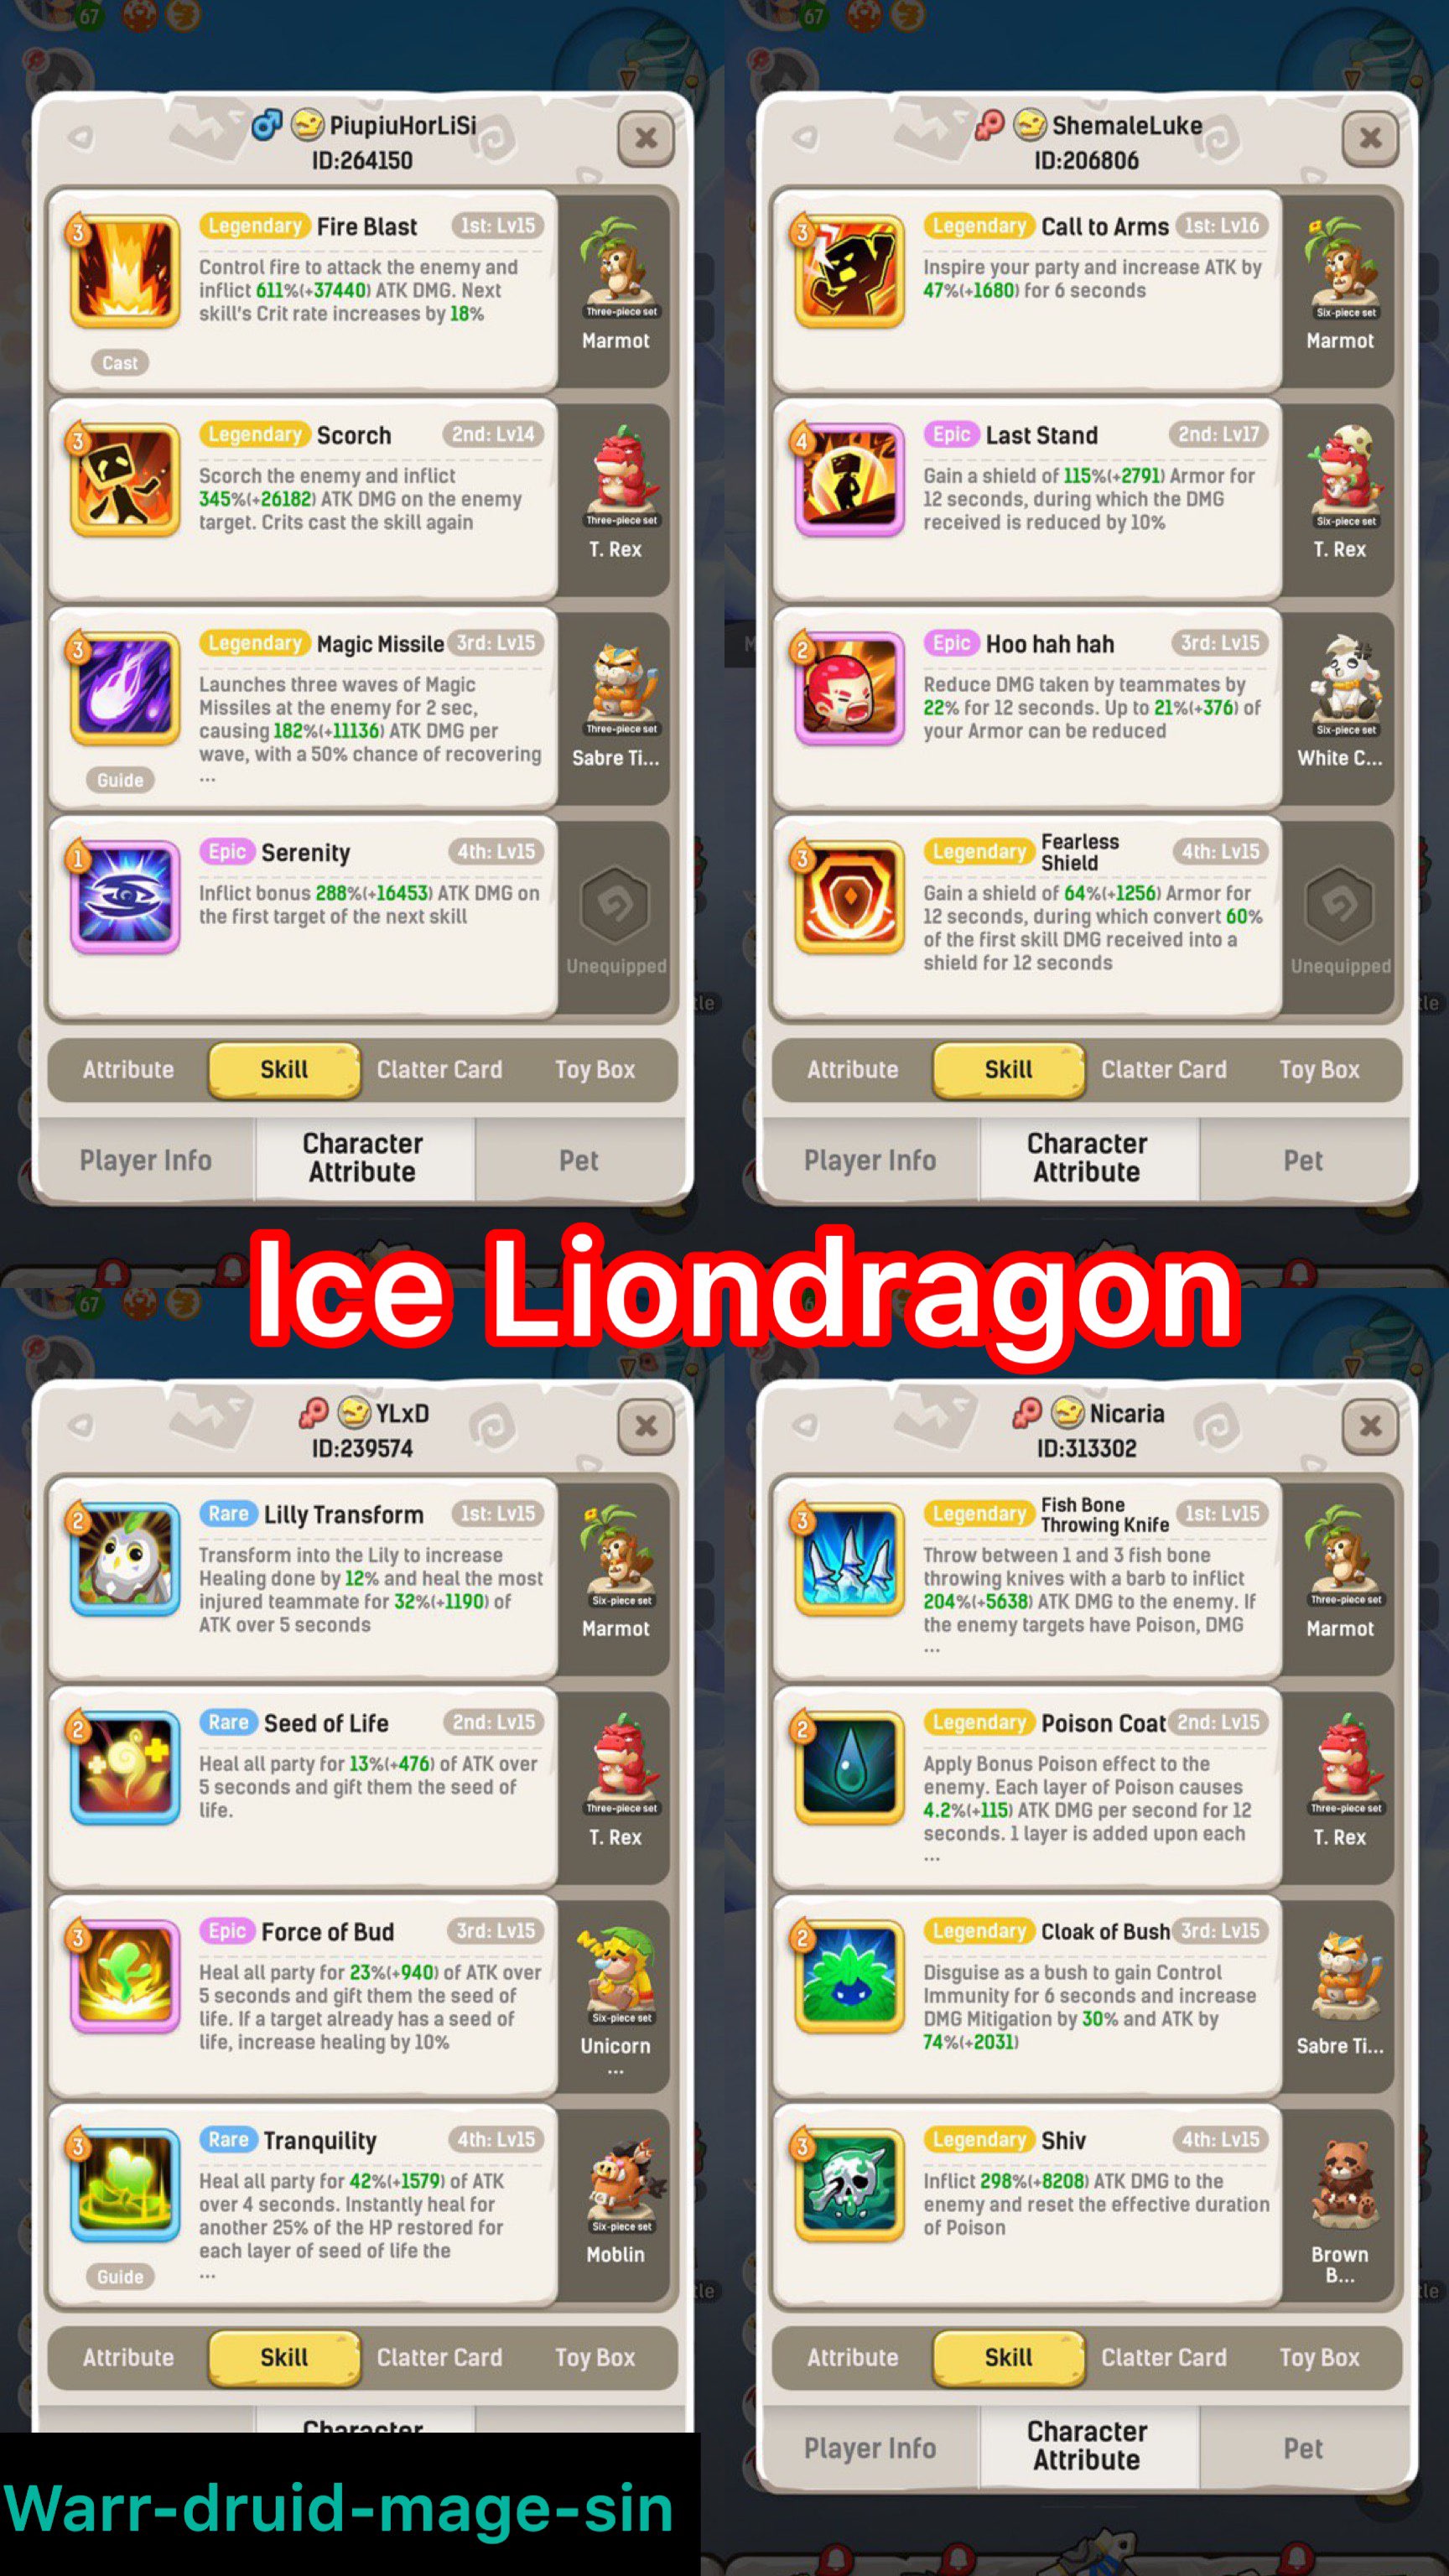 67
67
PiupiuHorLiSi
ID:264150
3
Legendary Fire Blast 1st: Lv15
Control fire to attack the enemy and
inflict 611%(+37440) ATK DMG. Next
skill's Crit rate increases by 18%
Cast
Three-piece set
Marmot
3
Legendary Scorch 2nd: Lv14
Scorch the enemy and inflict
345%(+26182) ATK DMG on the enemy
target. Crits cast the skill again
Three-piece set
T. Rex
3
Legendary Magic Missile 3rd: Lv15
Launches three waves of Magic
Missiles at the enemy for 2 sec,
causing 182%(+11136) ATK DMG per
wave, with a 50% chance of recovering
...
Guide
Three-piece set
Sabre Ti...
1
Epic Serenity 4th: Lv15
Inflict bonus 288%(+16453) ATK DMG on
the first target of the next skill
Unequipped
Attribute Skill Clatter Card Toy Box
Player Info Character Attribute Pet
ShemaleLuke
ID:206806
3
Legendary Call to Arms 1st: Lv16
Inspire your party and increase ATK by
47%(+1680) for 6 seconds
Six-piece set
Marmot
4
Epic Last Stand 2nd: Lv17
Gain a shield of 115%(+2791) Armor for
12 seconds, during which the DMG
received is reduced by 10%
Six-piece set
T. Rex
2
Epic Hoo hah hah 3rd: Lv15
Reduce DMG taken by teammates by
22% for 12 seconds. Up to 21%(+376) of
your Armor can be reduced
Six-piece set
White C...
3
Legendary Fearless Shield 4th: Lv15
Gain a shield of 64%(+1256) Armor for
12 seconds, during which convert 60%
of the first skill DMG received into a
shield for 12 seconds
Unequipped
Attribute Skill Clatter Card Toy Box
Player Info Character Attribute Pet
Ice Liondragon
67
YLxD
ID:239574
2
Rare Lilly Transform 1st: Lv15
Transform into the Lily to increase
Healing done by 12% and heal the most
injured teammate for 32%(+1190) of
ATK over 5 seconds
Six-piece set
Marmot
2
Rare Seed of Life 2nd: Lv15
Heal all party for 13%(+476) of ATK over
5 seconds and gift them the seed of
life.
Three-piece set
T. Rex
3
Epic Force of Bud 3rd: Lv15
Heal all party for 23%(+940) of ATK over
5 seconds and gift them the seed of
life. If a target already has a seed of
life, increase healing by 10%
Six-piece set
Unicorn
...
3
Rare Tranquility 4th: Lv15
Heal all party for 42%(+1579) of ATK
over 4 seconds. Instantly heal for
another 25% of the HP restored for
each layer of seed of life the
...
Guide
Six-piece set
Moblin
Attribute Skill Clatter Card Toy Box
Character
Warr-druid-mage-sin
Nicaria
ID:313302
3
Legendary Fish Bone Throwing Knife 1st: Lv15
Throw between 1 and 3 fish bone
throwing knives with a barb to inflict
204%(+5638) ATK DMG to the enemy. If
the enemy targets have Poison, DMG
...
Three-piece set
Marmot
2
Legendary Poison Coat 2nd: Lv15
Apply Bonus Poison effect to the
enemy. Each layer of Poison causes
4.2%(+115) ATK DMG per second for 12
seconds. 1 layer is added upon each
...
Three-piece set
T. Rex
2
Legendary Cloak of Bush 3rd: Lv15
Disguise as a bush to gain Control
Immunity for 6 seconds and increase
DMG Mitigation by 30% and ATK by
74%(+2031)
Sabre Ti...
3
Legendary Shiv 4th: Lv15
Inflict 298%(+8208) ATK DMG to the
enemy and reset the effective duration
of Poison
Brown
B...
Attribute Skill Clatter Card Toy Box
Player Info Character Attribute Pet